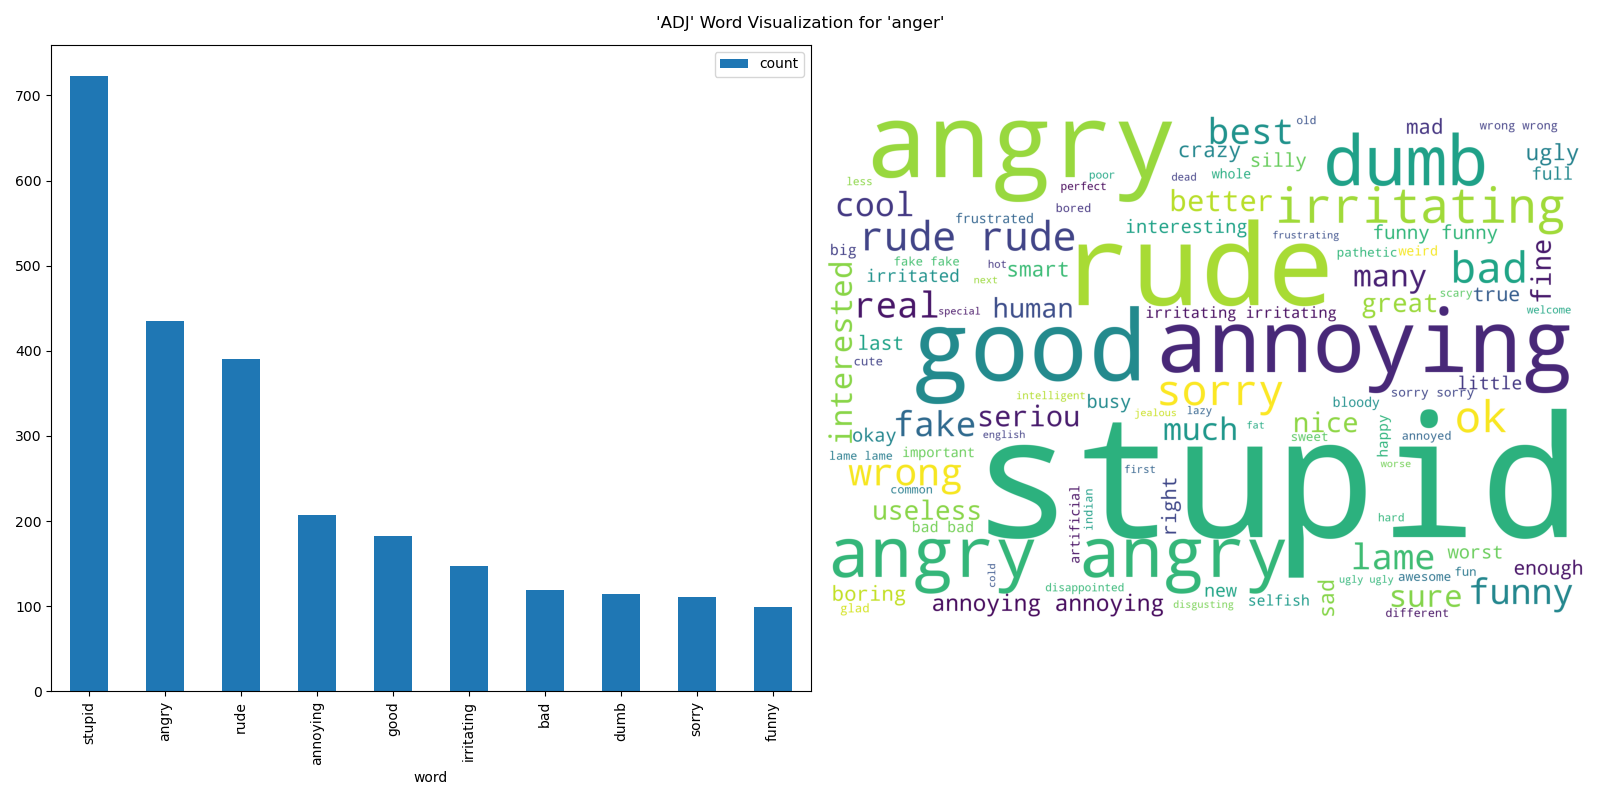 'ADJ' Word Visualization for 'anger'
count
700
600
500
400
300
200
100
0
stupid
angry
rude
annoying
good
irritating
bad
dumb
sorry
funny
word
angry
best
old
mad
wrong wrong
crazy
silly
dumb
ugly
full
less
poor
perfect
dead
whole
cool
frustrated
bored
better
irritating
rude rude
interesting
frustrating
funny funny
big
fake fake
hot
rude
pathetic
weird
bad
fine
irritated
next
smart
many
interested
real
special
human
irritating irritating
great
scary
true
welcome
last
cute
good
annoying
sorry
little
sorry sorry
intelligent
busy
jealous
lazy
bloody
ok
okay
fake
seriou
english
much
fat
nice
sweet
happy
annoyed
lame lame
important
stupid
worse
wrong
common
first
useless
bad bad
artificial
indian
right
hard
angry angry
lame
worst
enough
boring
glad
cold
disappointed
annoying annoying
disgusting
new
selfish
sad
ugly ugly
awesome
fun
sure
different
funny